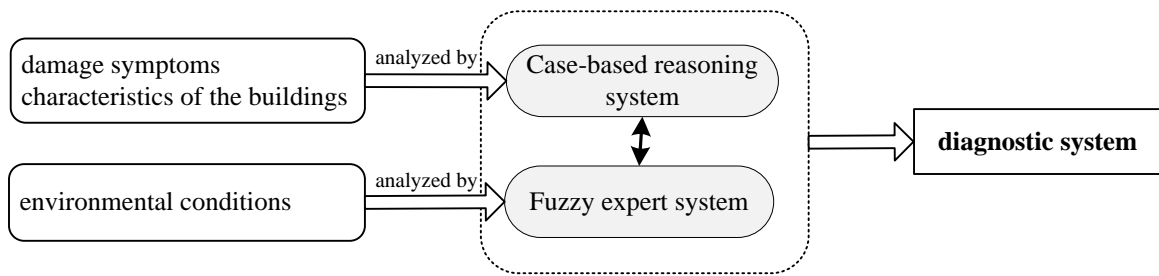 damage symptoms
characteristics of the buildings
analyzed by
Case-based reasoning
system
diagnostic system
environmental conditions
analyzed by
Fuzzy expert system